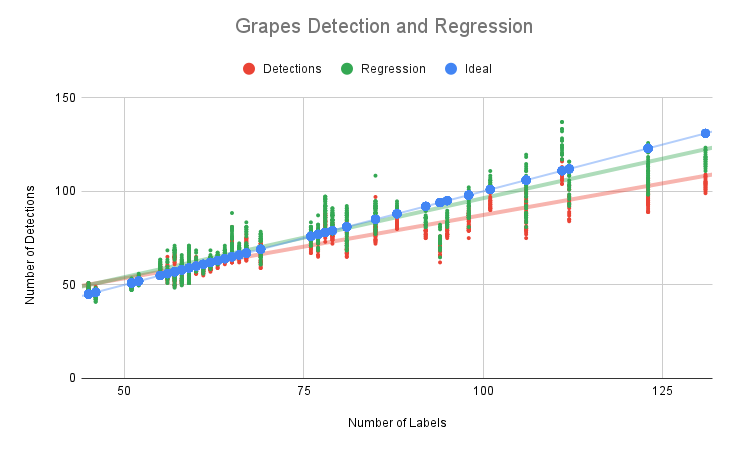 Grapes Detection and Regression
Detections Regression Ideal
150
100
50
0
50 75 100 125
Number of Detections
Number of Labels